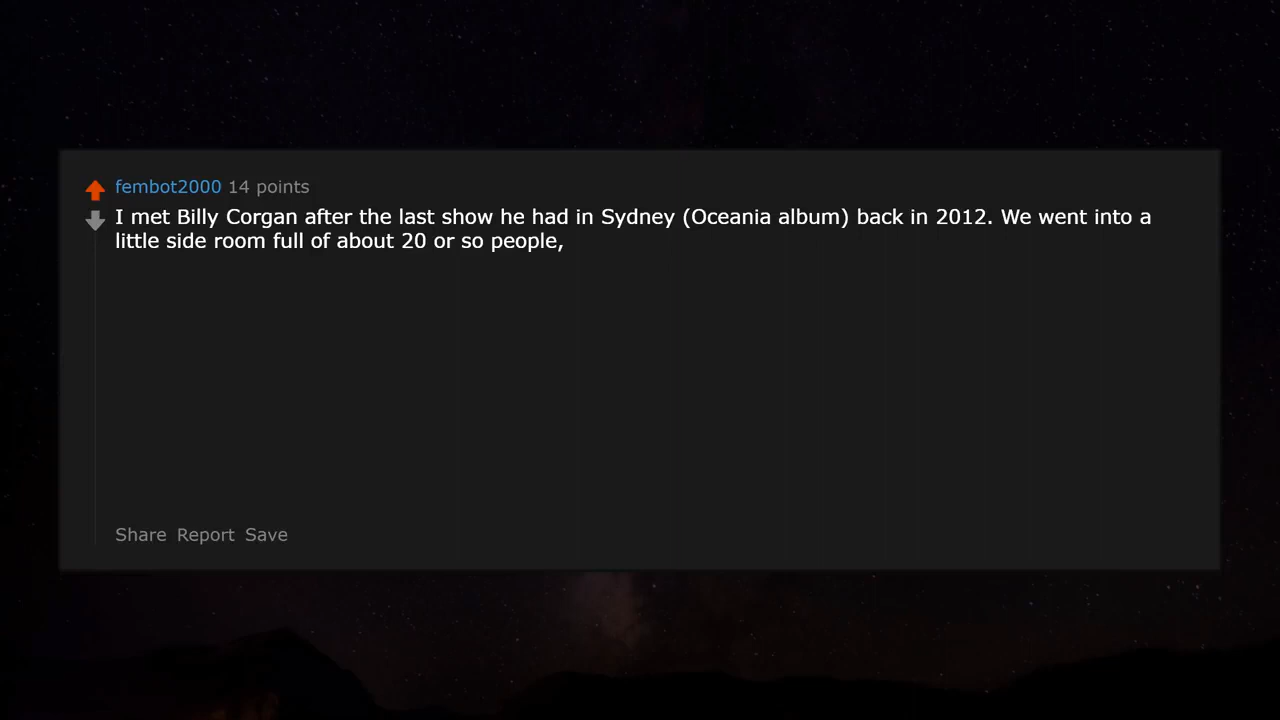 fembot2000 14 points
I met Billy Corgan after the last show he had in Sydney (Oceania album) back in 2012. We went into a
little side room full of about 20 or so people,
Share Report Save